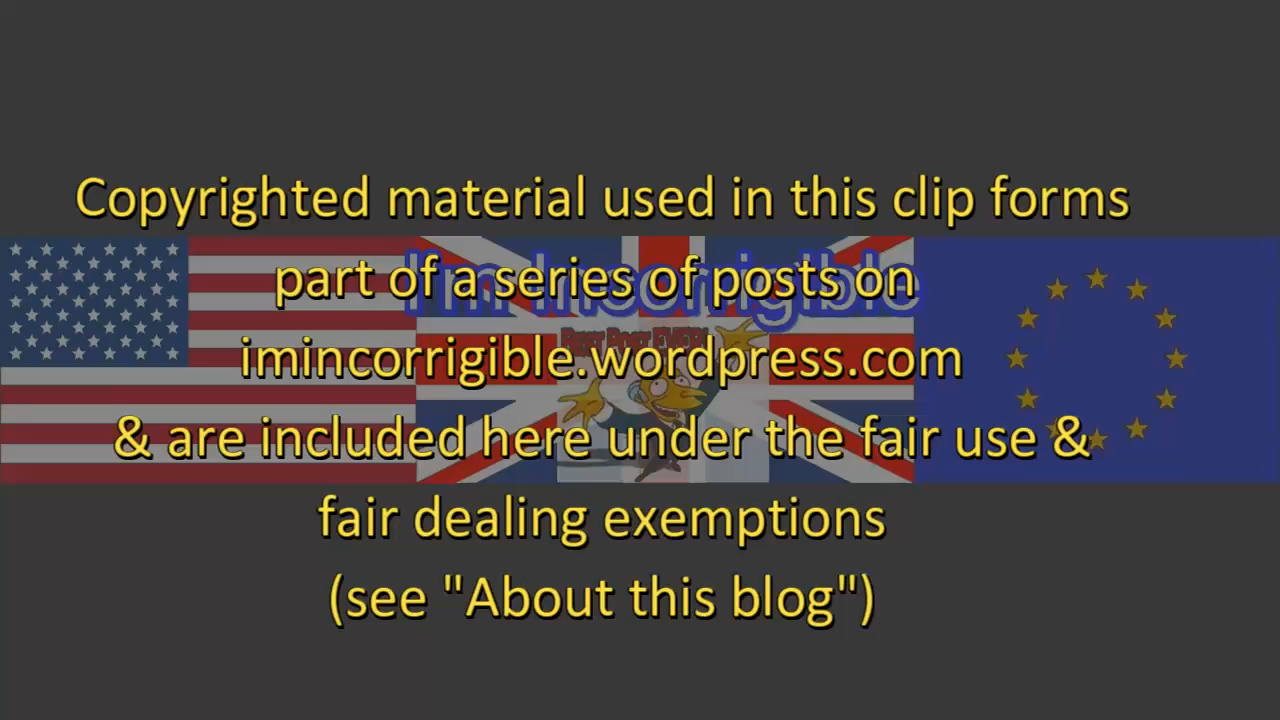 Copyrighted material used in this clip forms
I'm Incorrigible
part of a series of posts on
imincorrigible.wordpress.com
& are included here under the fair use &
fair dealing exemptions
(see "About this blog")